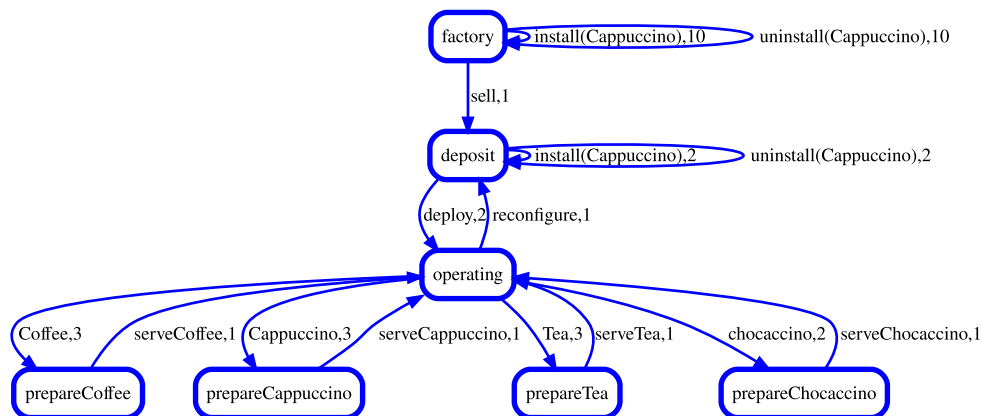 factory
install(Cappuccino),10
uninstall(Cappuccino),10
sell,1
deposit
install(Cappuccino),2
uninstall(Cappuccino),2
deploy,2
reconfigure,1
operating
Coffee,3
serveCoffee,1
Cappuccino,3
serveCappuccino,1
Tea,3
serveTea,1
chocaccino,2
serveChocaccino,1
prepareCoffee
prepareCappuccino
prepareTea
prepareChocaccino